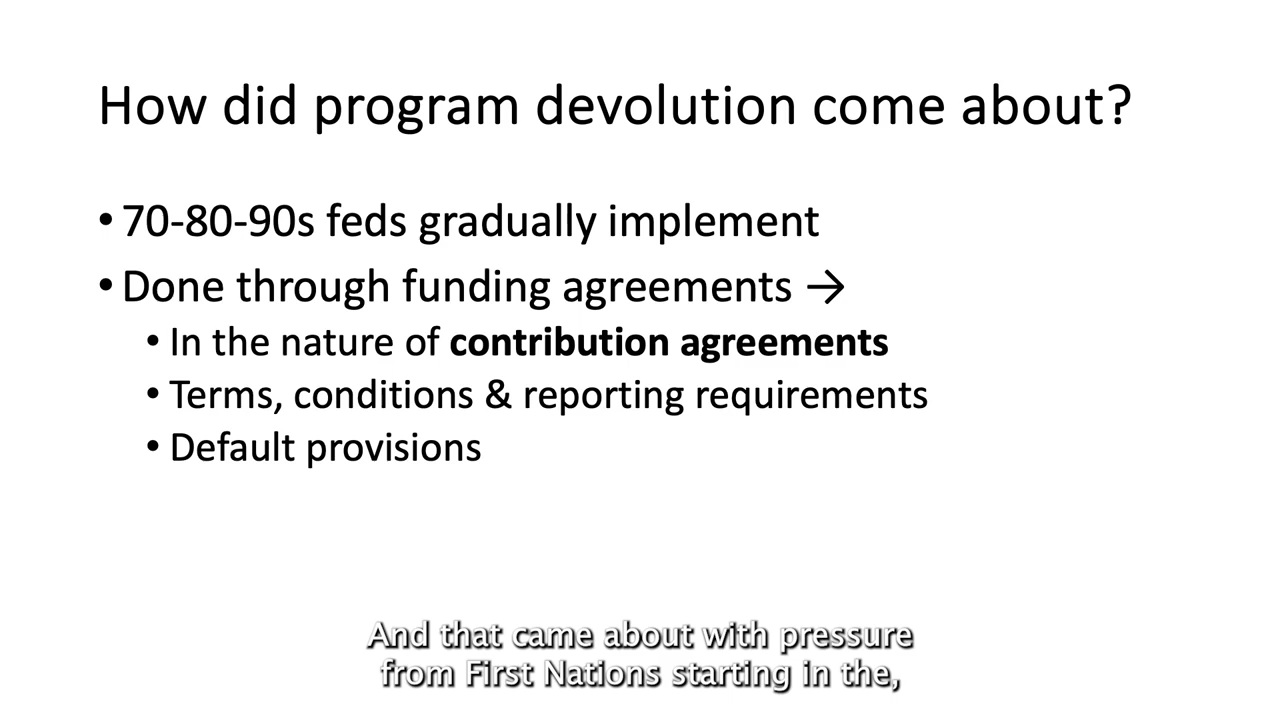 How did program devolution come about?
• 70-80-90s feds gradually implement
• Done through funding agreements →
• In the nature of contribution agreements
• Terms, conditions & reporting requirements
• Default provisions
And that came about with pressure
from First Nations starting in the,